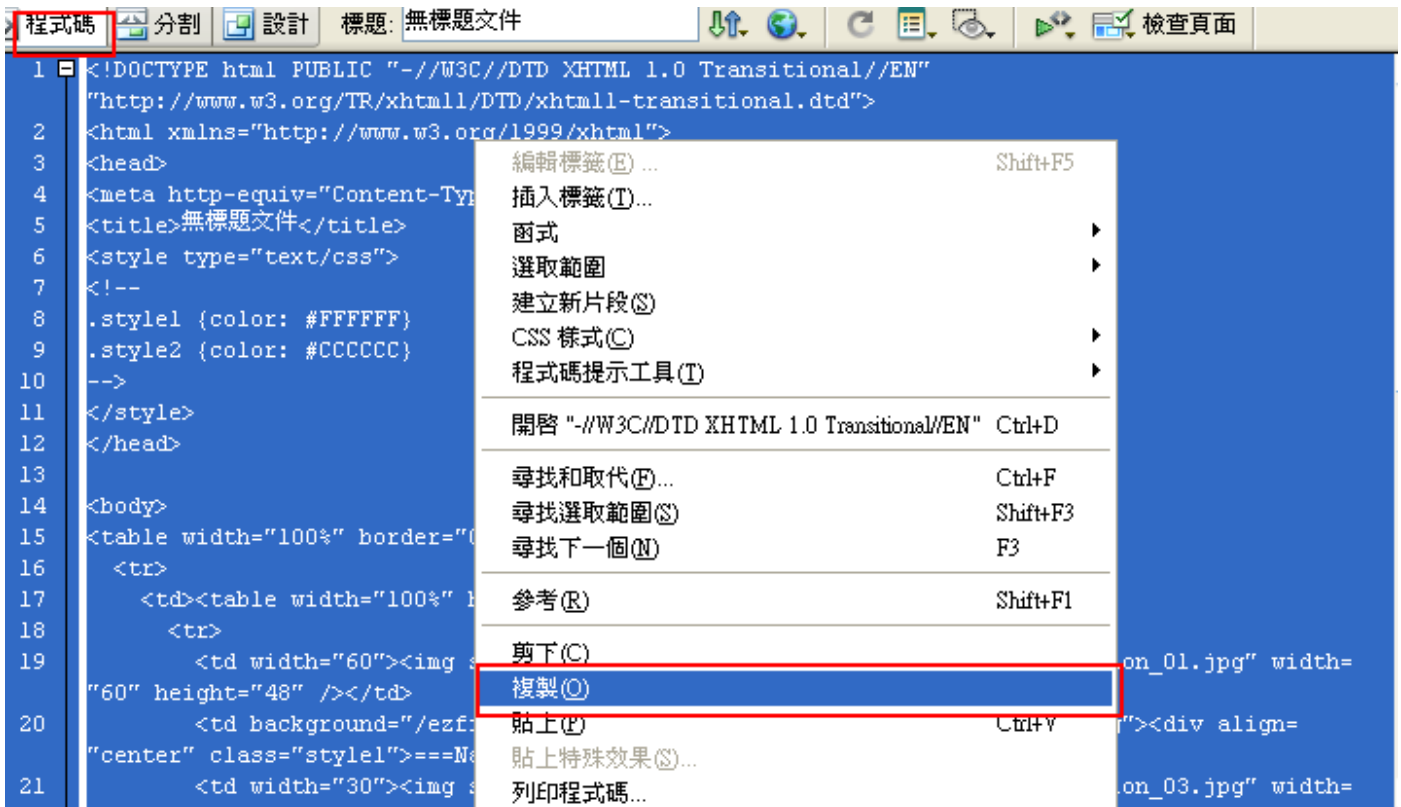 程式碼 分割 設計 標題: 無標題文件 檢查頁面
1 <!DOCTYPE html PUBLIC "-//W3C//DTD XHTML 1.0 Transitional//EN"
"http://www.w3.org/TR/xhtml1/DTD/xhtml1-transitional.dtd">
2 <html xmlns="http://www.w3.org/1999/xhtml">
3 <head>
4 <meta http-equiv="Content-Typ
5 <title>無標題文件</title>
6 <style type="text/css">
7 <!--
8 .style1 {color: #FFFFFF}
9 .style2 {color: #CCCCCC}
10 -->
11 </style>
12 </head>
13
14 <body>
15 <table width="100%" border="0
16 <tr>
17 <td><table width="100%" h
18 <tr>
19 <td width="60"><img s on_01.jpg" width=
"60" height="48" /></td>
20 <td background="/ezfi "><div align=
"center" class="style1">===Na
21 <td width="30"><img s on_03.jpg" width=
編輯標籤(E) ... Shift+F5
插入標籤(T)...
函式
選取範圍
建立新片段(S)
CSS 樣式(C)
程式碼提示工具(T)
開啓 "-//W3C//DTD XHTML 1.0 Transitional//EN" Ctrl+D
尋找和取代(F)... Ctrl+F
尋找選取範圍(S) Shift+F3
尋找下一個(N) F3
參考(R) Shift+F1
剪下(C)
複製(O)
貼上(P) Ctrl+V
貼上特殊效果(S)...
列印程式碼...